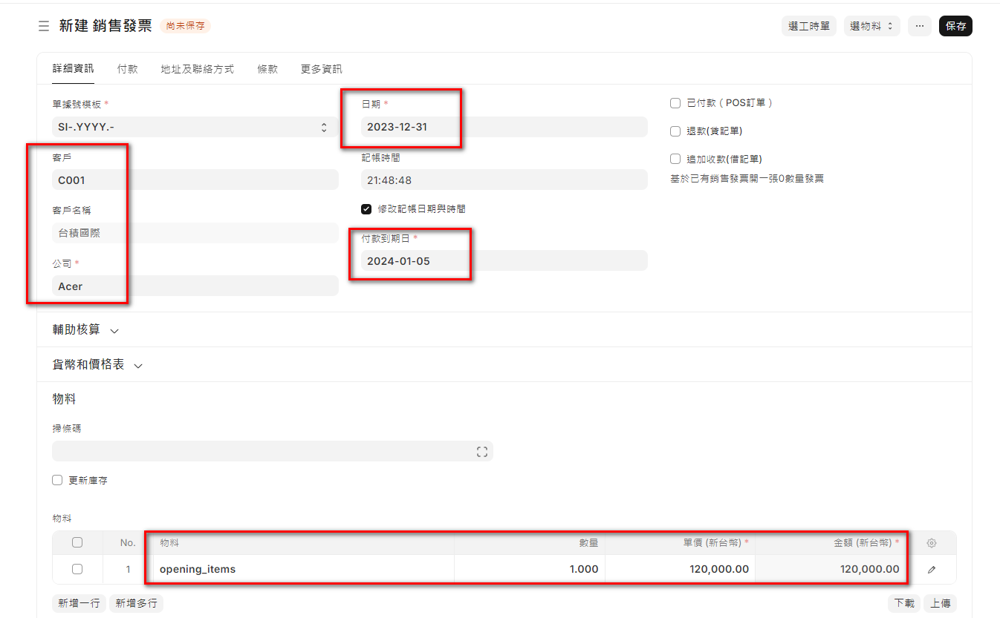 新建 銷售發票 尚未保存
選工時單 選物料 ... 保存
詳細資訊 付款 地址及聯絡方式 條款 更多資訊
單據號模板 *
SI-.YYYY.-
客戶
C001
客戶名稱
台積國際
公司 *
Acer
日期 *
2023-12-31
記帳時間
21:48:48
修改記帳日期與時間
付款到期日 *
2024-01-05
已付款（POS訂單）
退款(貸記單)
追加收款(借記單)
基於已有銷售發票開一張0數量發票
輔助核算
貨幣和價格表
物料
掃條碼
更新庫存
物料
No. 物料 數量 單價 (新台幣) * 金額 (新台幣) *
1 opening_items 1.000 120,000.00 120,000.00
新增一行 新增多行 下載 上傳